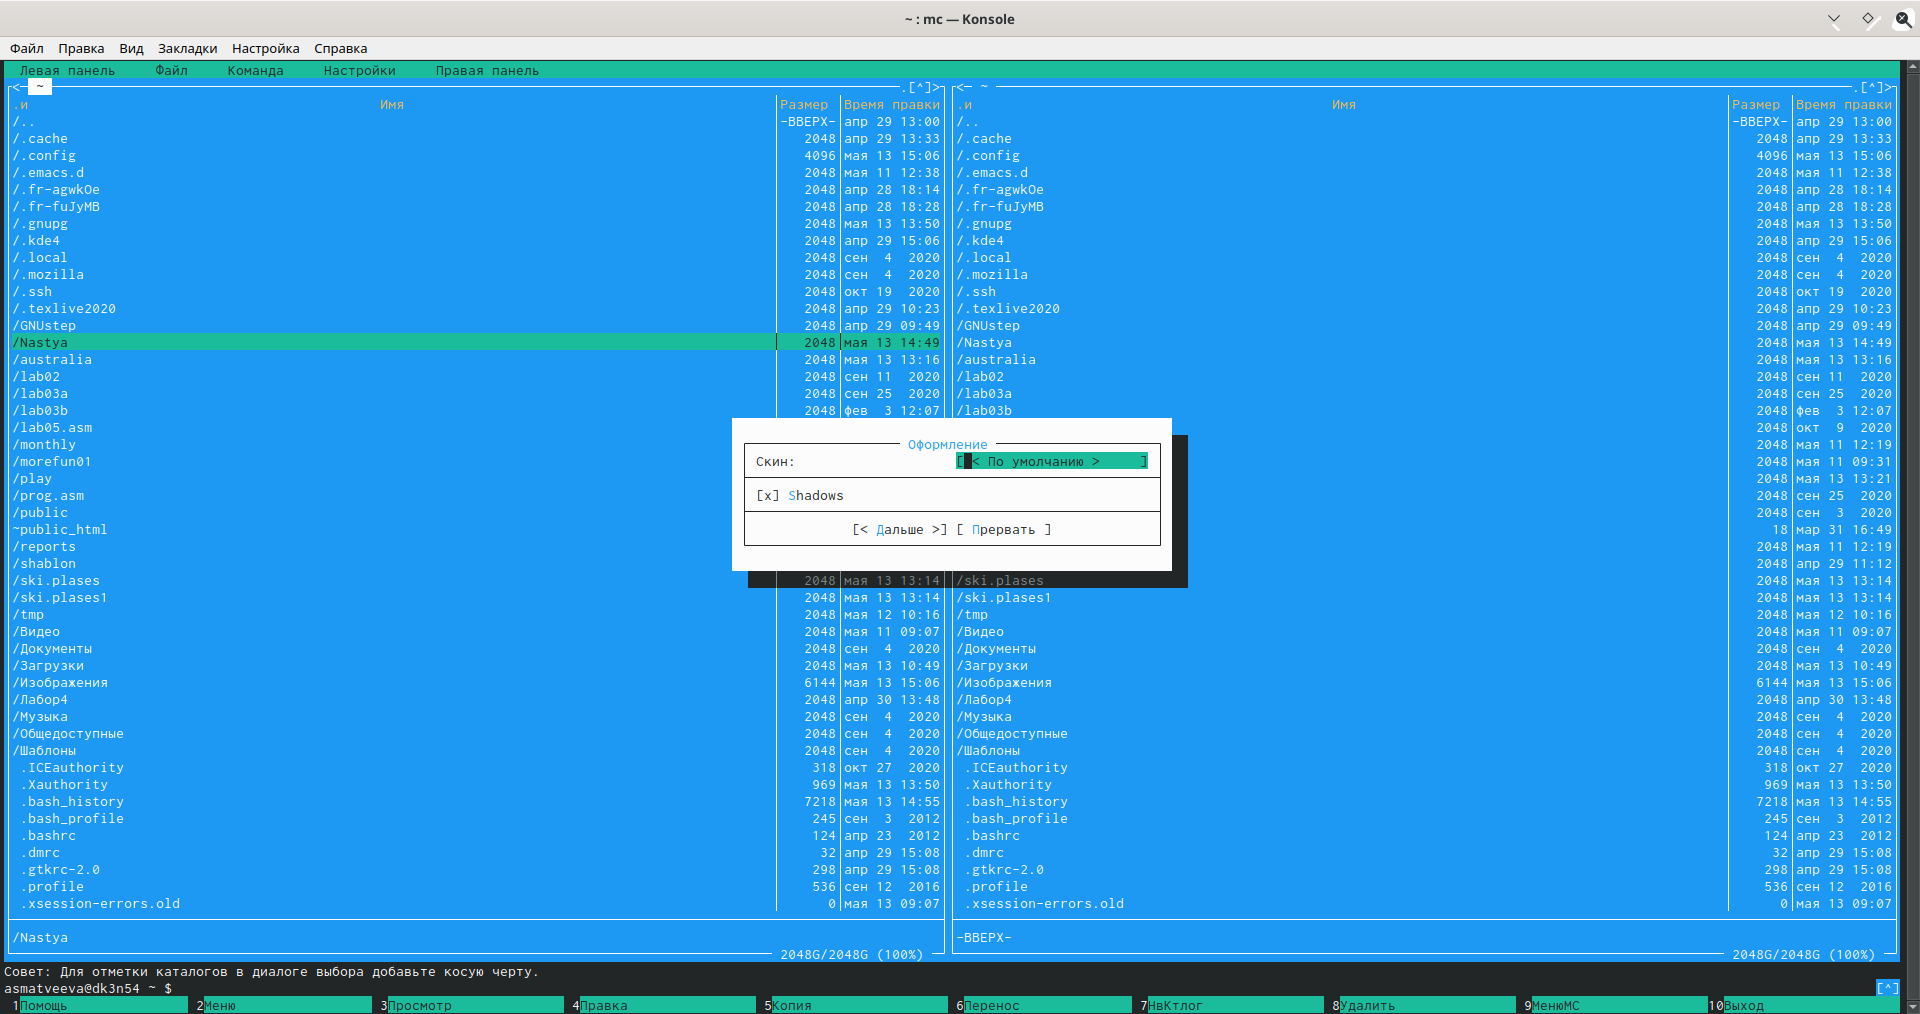 ~ : mc — Konsole
Файл Правка Вид Закладки Настройка Справка
Левая панель Файл Команда Настройки Правая панель
<─ ~ .[^]> <─ ~ .[^]>
.и Имя Размер Время правки .и Имя Размер Время правки
/.. -ВВЕРХ- апр 29 13:00 /.. -ВВЕРХ- апр 29 13:00
/.cache 2048 апр 29 13:33 /.cache 2048 апр 29 13:33
/.config 4096 мая 13 15:06 /.config 4096 мая 13 15:06
/.emacs.d 2048 мая 11 12:38 /.emacs.d 2048 мая 11 12:38
/.fr-agwkOe 2048 апр 28 18:14 /.fr-agwkOe 2048 апр 28 18:14
/.fr-fuJyMB 2048 апр 28 18:28 /.fr-fuJyMB 2048 апр 28 18:28
/.gnupg 2048 мая 13 13:50 /.gnupg 2048 мая 13 13:50
/.kde4 2048 апр 29 15:06 /.kde4 2048 апр 29 15:06
/.local 2048 сен 4 2020 /.local 2048 сен 4 2020
/.mozilla 2048 сен 4 2020 /.mozilla 2048 сен 4 2020
/.ssh 2048 окт 19 2020 /.ssh 2048 окт 19 2020
/.texlive2020 2048 апр 29 10:23 /.texlive2020 2048 апр 29 10:23
/GNUstep 2048 апр 29 09:49 /GNUstep 2048 апр 29 09:49
/Nastya 2048 мая 13 14:49 /Nastya 2048 мая 13 14:49
/australia 2048 мая 13 13:16 /australia 2048 мая 13 13:16
/lab02 2048 сен 11 2020 /lab02 2048 сен 11 2020
/lab03a 2048 сен 25 2020 /lab03a 2048 сен 25 2020
/lab03b 2048 фев 3 12:07 /lab03b 2048 фев 3 12:07
/lab05.asm 2048 окт 9 2020
/monthly Оформление 2048 мая 11 12:19
/morefun01 Скин: [< По умолчанию > ] 2048 мая 11 09:31
/play 2048 мая 13 13:21
/prog.asm [x] Shadows 2048 сен 25 2020
/public 2048 сен 3 2020
~public_html [< Дальше >] [ Прервать ] 18 мар 31 16:49
/reports 2048 мая 11 12:19
/shablon 2048 апр 29 11:12
/ski.plases 2048 мая 13 13:14 /ski.plases 2048 мая 13 13:14
/ski.plases1 2048 мая 13 13:14 /ski.plases1 2048 мая 13 13:14
/tmp 2048 мая 12 10:16 /tmp 2048 мая 12 10:16
/Видео 2048 мая 11 09:07 /Видео 2048 мая 11 09:07
/Документы 2048 сен 4 2020 /Документы 2048 сен 4 2020
/Загрузки 2048 мая 13 10:49 /Загрузки 2048 мая 13 10:49
/Изображения 6144 мая 13 15:06 /Изображения 6144 мая 13 15:06
/Лабор4 2048 апр 30 13:48 /Лабор4 2048 апр 30 13:48
/Музыка 2048 сен 4 2020 /Музыка 2048 сен 4 2020
/Общедоступные 2048 сен 4 2020 /Общедоступные 2048 сен 4 2020
/Шаблоны 2048 сен 4 2020 /Шаблоны 2048 сен 4 2020
.ICEauthority 318 окт 27 2020 .ICEauthority 318 окт 27 2020
.Xauthority 969 мая 13 13:50 .Xauthority 969 мая 13 13:50
.bash_history 7218 мая 13 14:55 .bash_history 7218 мая 13 14:55
.bash_profile 245 сен 3 2012 .bash_profile 245 сен 3 2012
.bashrc 124 апр 23 2012 .bashrc 124 апр 23 2012
.dmrc 32 апр 29 15:08 .dmrc 32 апр 29 15:08
.gtkrc-2.0 298 апр 29 15:08 .gtkrc-2.0 298 апр 29 15:08
.profile 536 сен 12 2016 .profile 536 сен 12 2016
.xsession-errors.old 0 мая 13 09:07 .xsession-errors.old 0 мая 13 09:07
/Nastya -ВВЕРХ-
2048G/2048G (100%) 2048G/2048G (100%)
Совет: Для отметки каталогов в диалоге выбора добавьте косую черту.
asmatveeva@dk3n54 ~ $ [^]
1Помощь 2Меню 3Просмотр 4Правка 5Копия 6Перенос 7НвКтлог 8Удалить 9МенюМС 10Выход